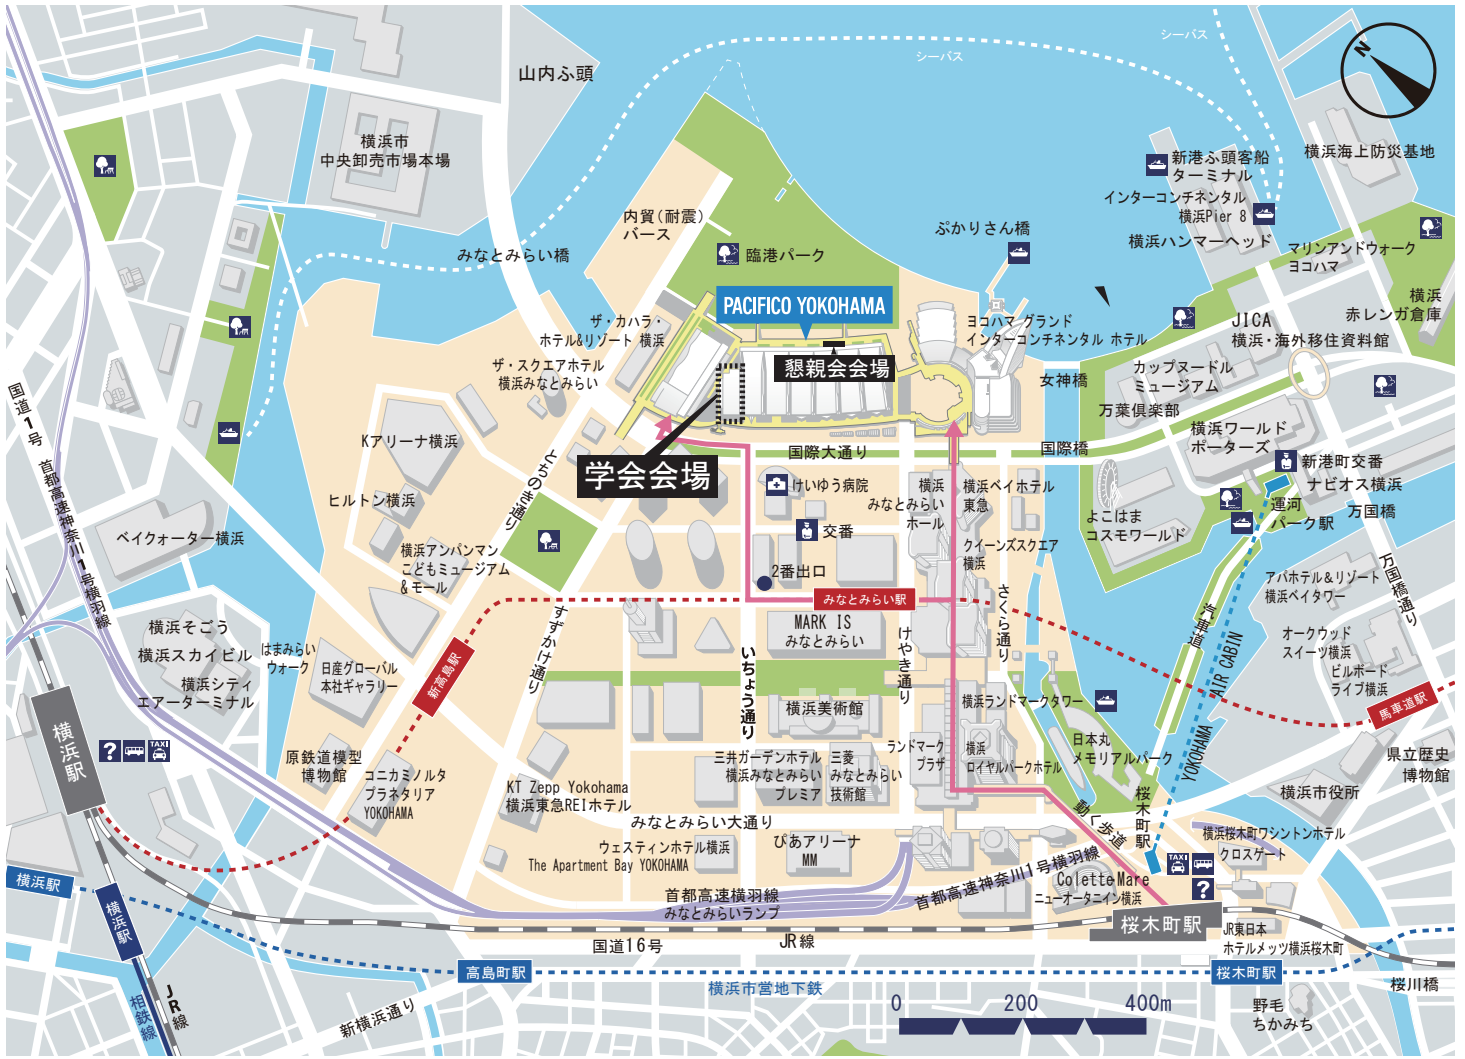 シーバス
シーバス
N
山内ふ頭
横浜市
中央卸売市場本場
新港ふ頭客船
ターミナル
インターコンチネンタル
横浜Pier 8
横浜ハンマーヘッド
横浜海上防災基地
マリンアンドウォーク
ヨコハマ
横浜
赤レンガ倉庫
内貿(耐震)
バース
みなとみらい橋
臨港パーク
ぷかりさん橋
PACIFICO YOKOHAMA
懇親会会場
学会会場
ザ・カハラ・
ホテル&リゾート 横浜
ザ・スクエアホテル
横浜みなとみらい
ヨコハマ グランド
インターコンチネンタル ホテル
JICA
横浜・海外移住資料館
カップヌードル
ミュージアム
女神橋
万葉倶楽部
横浜ワールド
ポーターズ
国際橋
国際大通り
新港町交番
ナビオス横浜
運河
パーク駅
万国橋
万国橋通り
国道1号
首都高速神奈川1号横羽線
Kアリーナ横浜
ヒルトン横浜
とちのき通り
横浜アンパンマン
こどもミュージアム
& モール
ベイクォーター横浜
けいゆう病院
交番
2番出口
横浜
みなとみらい
ホール
横浜ベイホテル
東急
クイーンズスクエア
横浜
よこはま
コスモワールド
みなとみらい駅
さくら通り
汽車道
YOKOHAMA AIR CABIN
アパホテル&リゾート
横浜ベイタワー
オークウッド
スイーツ横浜
ビルボード
ライブ横浜
馬車道駅
横浜そごう
横浜スカイビル
横浜シティ
エアーターミナル
はまみらい
ウォーク
日産グローバル
本社ギャラリー
新高島駅
すずかけ通り
MARK IS
みなとみらい
いちょう通り
けやき通り
横浜美術館
横浜ランドマークタワー
横浜駅
?
TAXI
原鉄道模型
博物館
コニカミノルタ
プラネタリア
YOKOHAMA
KT Zepp Yokohama
横浜東急REIホテル
三井ガーデンホテル
横浜みなとみらい
プレミア
三菱
みなとみらい
技術館
ランドマーク
プラザ
横浜
ロイヤルパークホテル
日本丸
メモリアルパーク
県立歴史
博物館
横浜市役所
みなとみらい大通り
動く歩道
桜木町駅
横浜桜木町ワシントンホテル
クロスゲート
TAXI
?
ウェスティンホテル横浜
The Apartment Bay YOKOHAMA
ぴあアリーナ
MM
Colette Mare
ニューオータニイン横浜
首都高速横羽線
みなとみらいランプ
首都高速神奈川1号横羽線
横浜駅
横浜駅
桜木町駅
JR東日本
ホテルメッツ横浜桜木町
国道16号
JR線
高島町駅
桜木町駅
横浜市営地下鉄
桜川橋
相鉄線
JR線
新横浜通り
野毛
ちかみち
0 200 400m